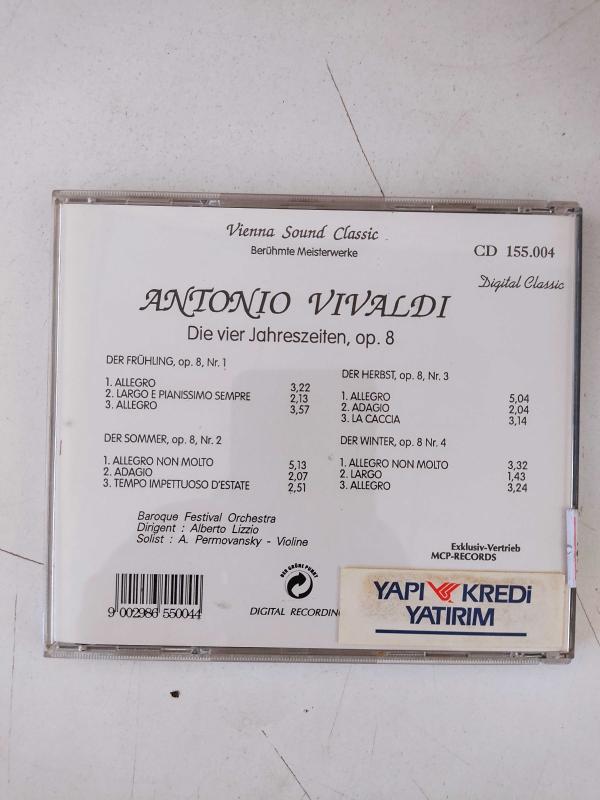 Vienna Sound Classic
Berühmte Meisterwerke
CD 155.004
Digital Classic
ANTONIO VIVALDI
Die vier Jahreszeiten, op. 8
DER FRÜHLING, op. 8, Nr. 1
1. ALLEGRO 3,22
2. LARGO E PIANISSIMO SEMPRE 2,13
3. ALLEGRO 3,57
DER SOMMER, op. 8, Nr. 2
1. ALLEGRO NON MOLTO 5,13
2. ADAGIO 2,07
3. TEMPO IMPETTUOSO D'ESTATE 2,51
DER HERBST, op. 8, Nr. 3
1. ALLEGRO 5,04
2. ADAGIO 2,04
3. LA CACCIA 3,14
DER WINTER, op. 8 Nr. 4
1. ALLEGRO NON MOLTO 3,32
2. LARGO 1,43
3. ALLEGRO 3,24
Baroque Festival Orchestra
Dirigent : Alberto Lizzio
Solist : A. Permovansky - Violine
Exklusiv-Vertrieb
MCP-RECORDS
9 002986 550044
DER GRÜNE PUNKT
DIGITAL RECORDING
YAPI KREDi
YATIRIM